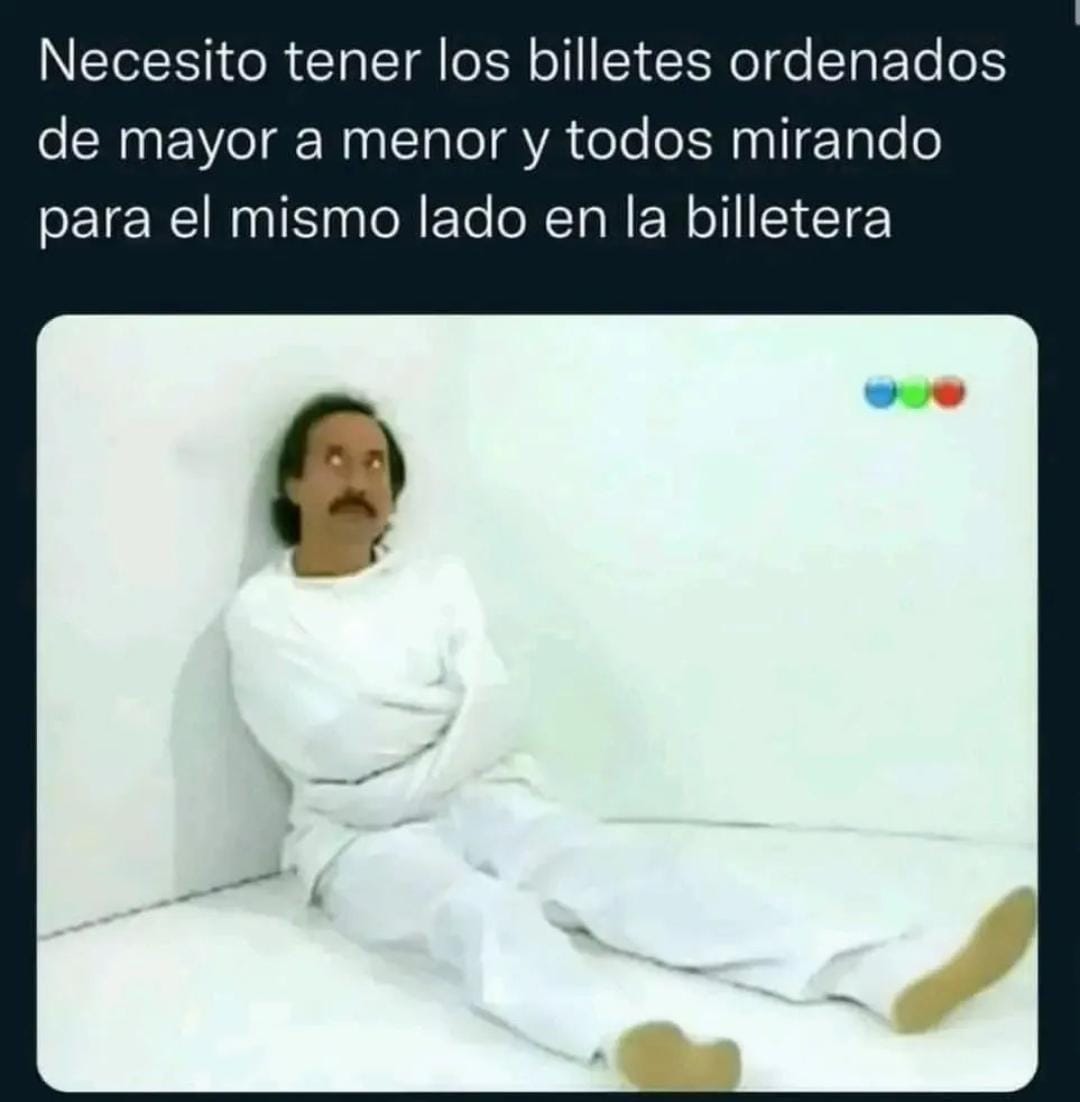 Necesito tener los billetes ordenados
de mayor a menor y todos mirando
para el mismo lado en la billetera